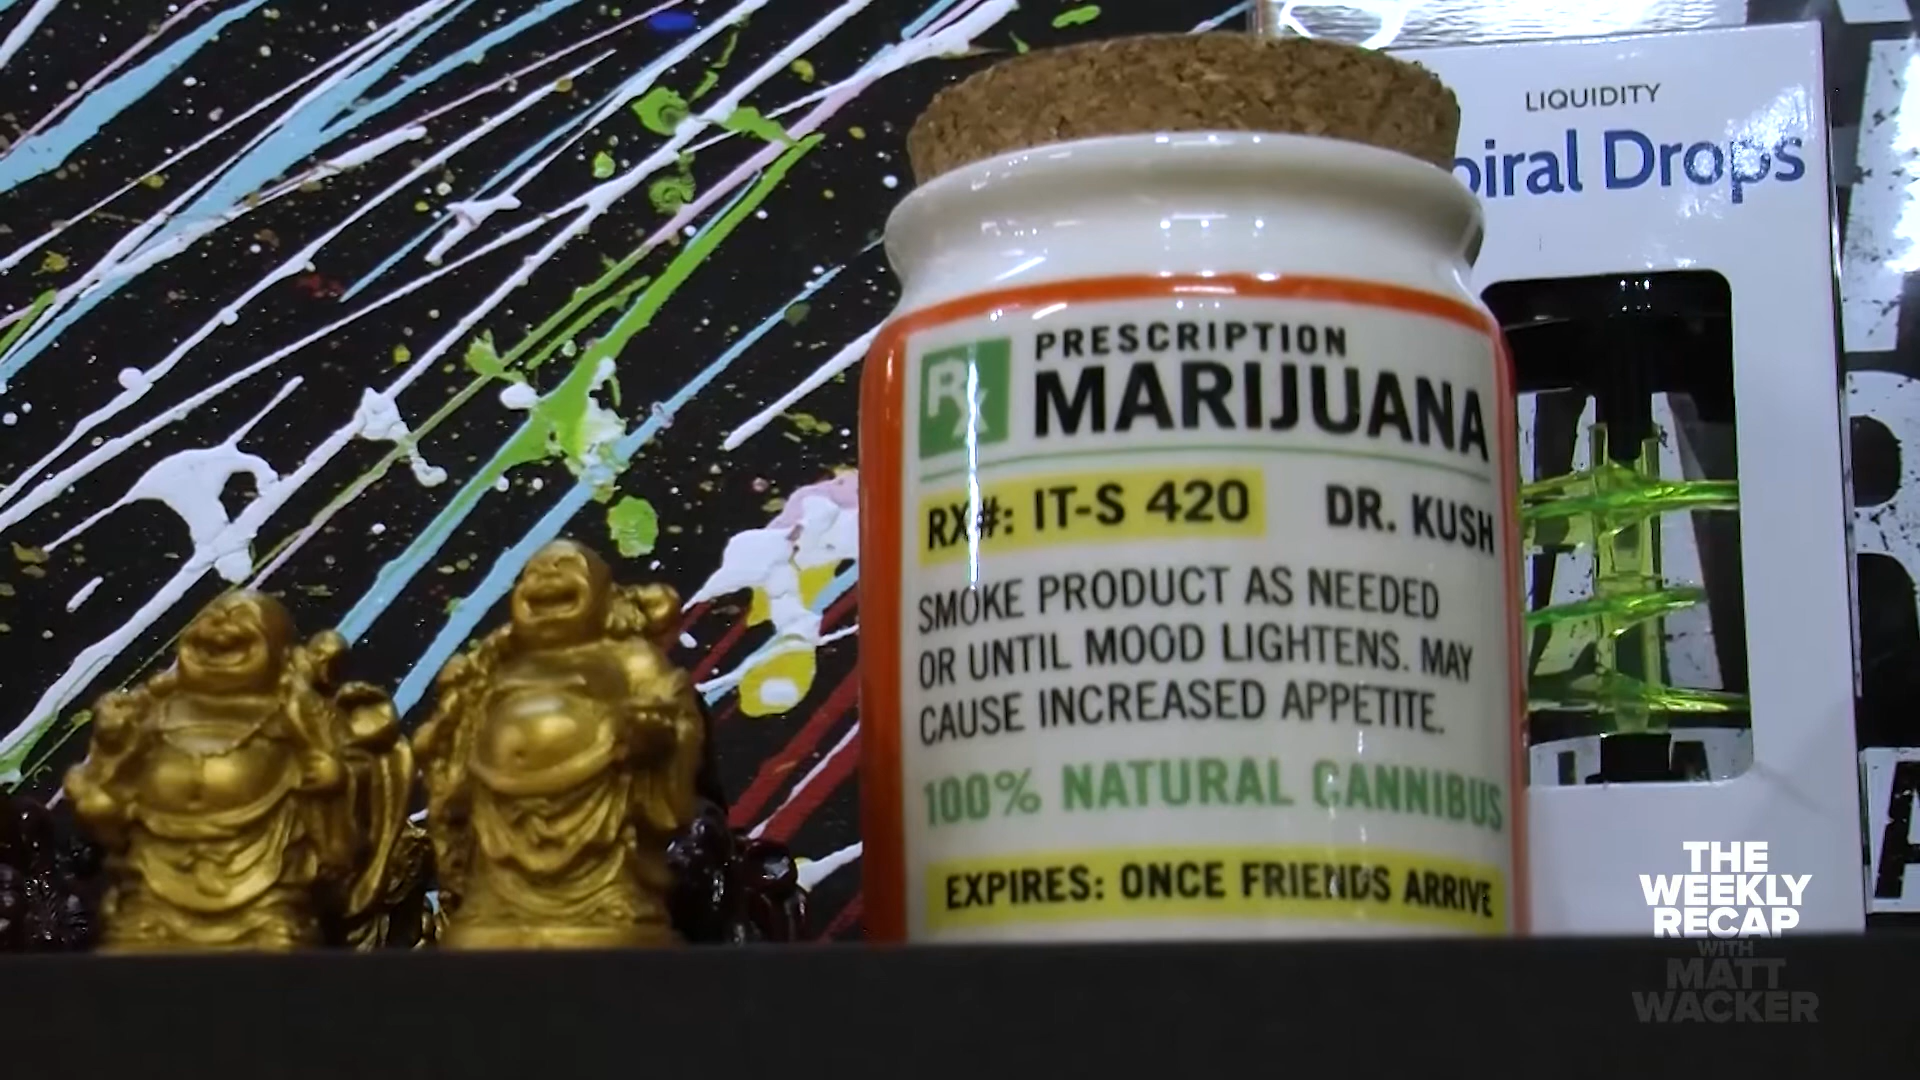 LIQUIDITY
piral Drops
Rx
PRESCRIPTION
MARIJUANA
RX#: IT-S 420 DR. KUSH
SMOKE PRODUCT AS NEEDED
OR UNTIL MOOD LIGHTENS. MAY
CAUSE INCREASED APPETITE.
100% NATURAL CANNIBUS
EXPIRES: ONCE FRIENDS ARRIVE
THE
WEEKLY
RECAP
WITH
MATT
WACKER